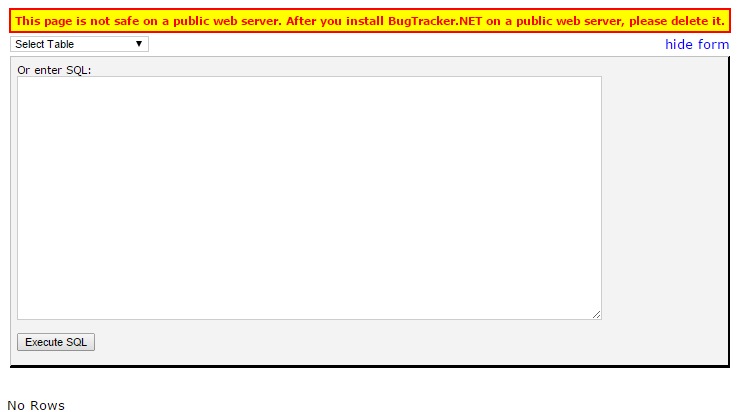 This page is not safe on a public web server. After you install BugTracker.NET on a public web server, please delete it.
Select Table
hide form
Or enter SQL:
Execute SQL
No Rows